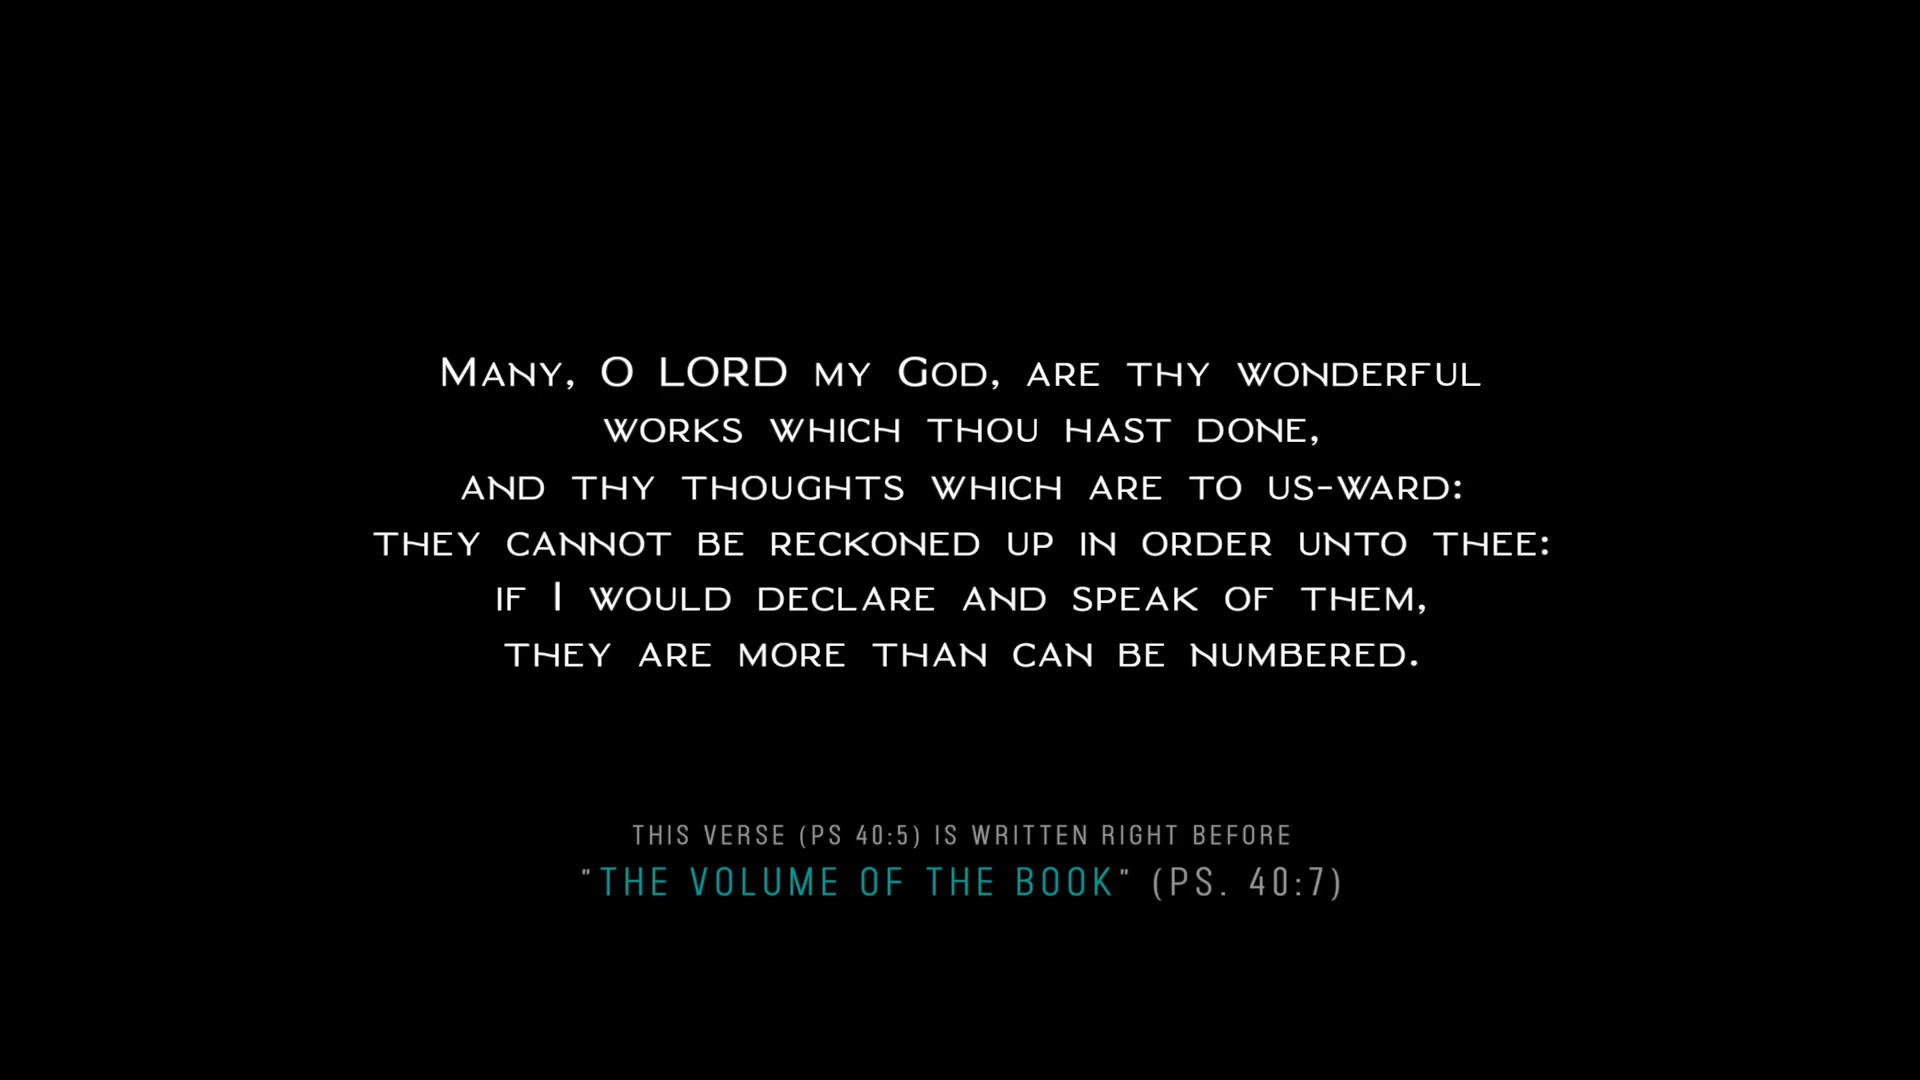 Many, O LORD my God, are thy wonderful
works which thou hast done,
and thy thoughts which are to us-ward:
they cannot be reckoned up in order unto thee:
if I would declare and speak of them,
they are more than can be numbered.
THIS VERSE (PS 40:5) IS WRITTEN RIGHT BEFORE
"THE VOLUME OF THE BOOK" (PS. 40:7)